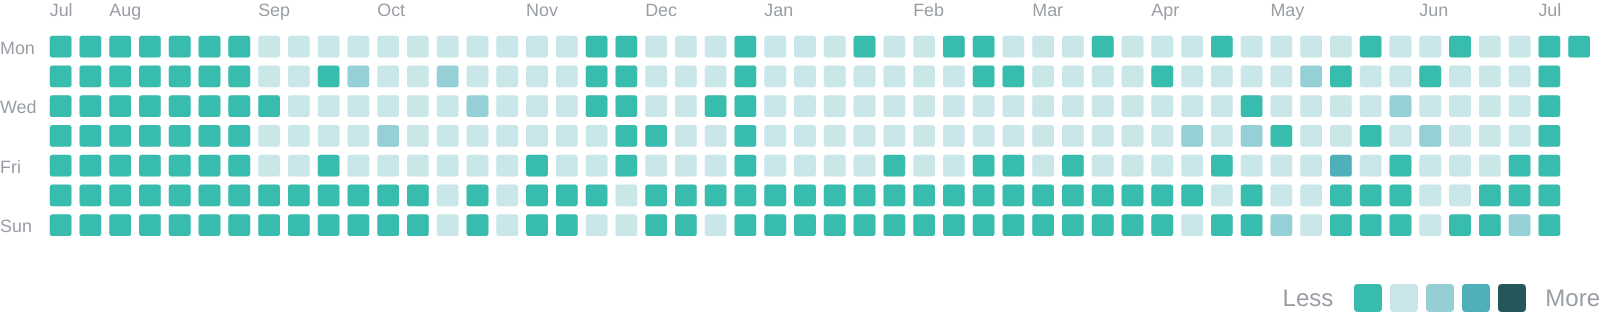 Jul Aug Sep Oct Nov Dec Jan Feb Mar Apr May Jun Jul
Mon
Wed
Fri
Sun
Less More